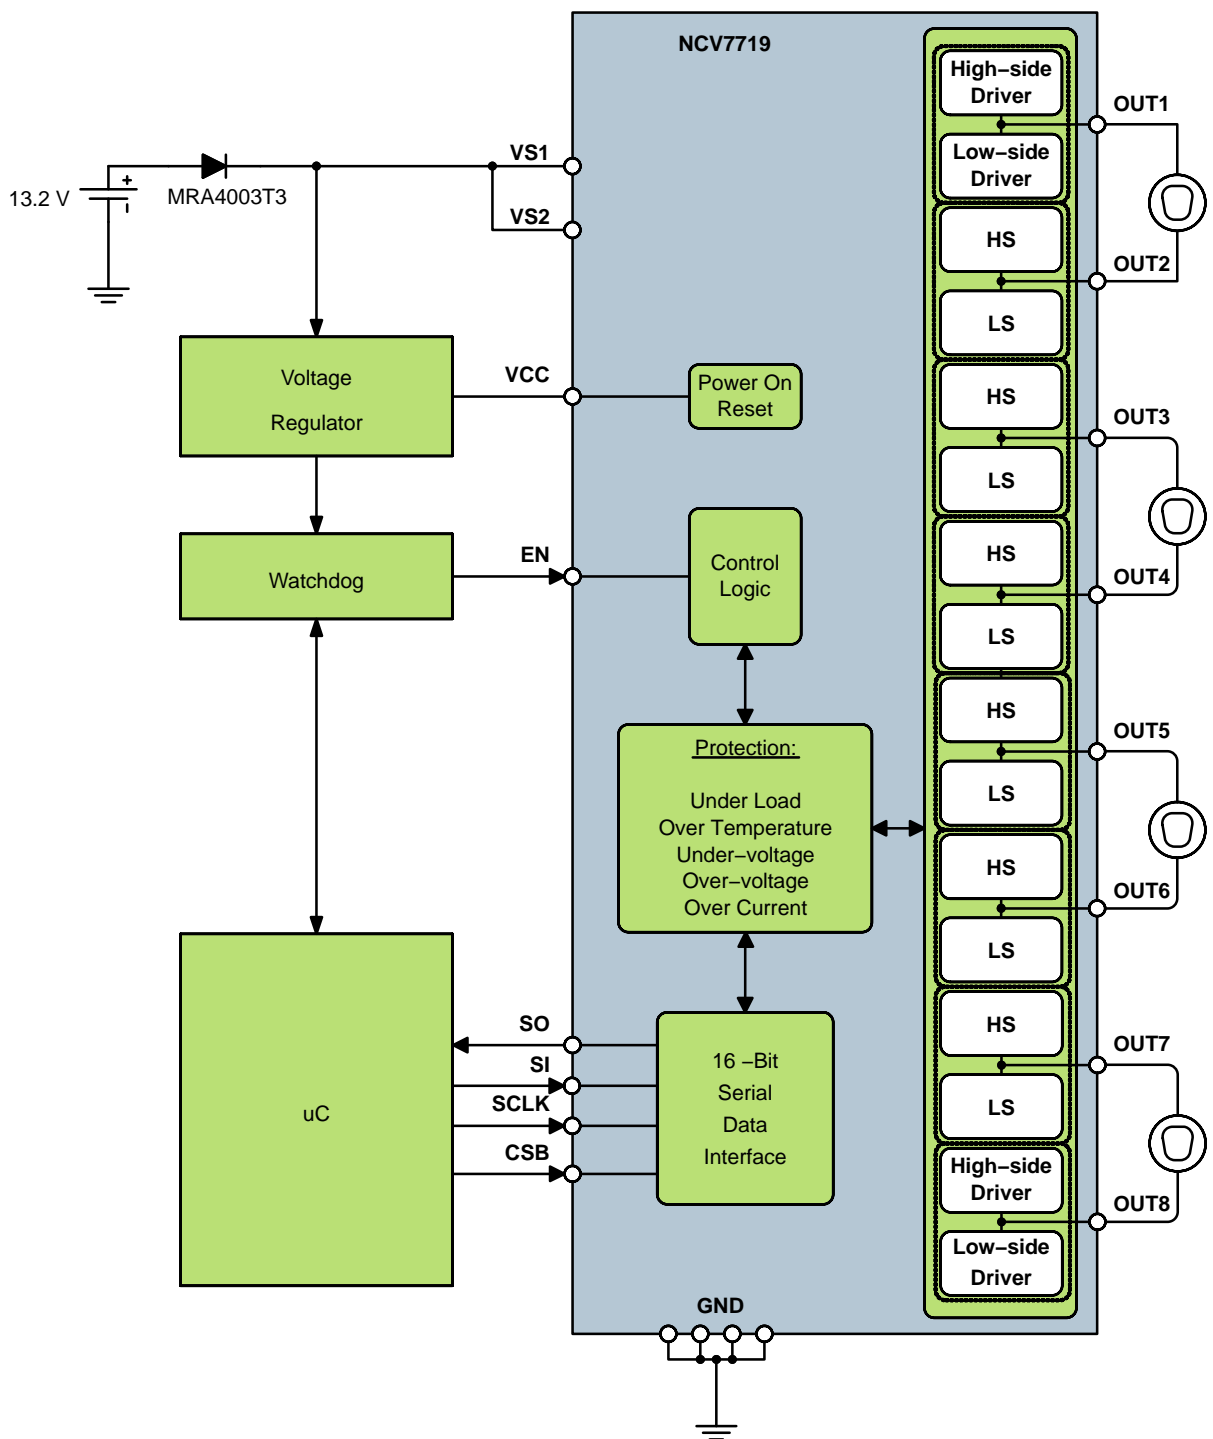 NCV7719
High–side
Driver
OUT1
Low–side
Driver
VS1
13.2 V
+
MRA4003T3
VS2
HS
OUT2
LS
Voltage
Regulator
VCC
Power On
Reset
HS
OUT3
LS
Watchdog
EN
Control
Logic
HS
OUT4
LS
HS
OUT5
LS
Protection:
Under Load
Over Temperature
Under–voltage
Over–voltage
Over Current
HS
OUT6
LS
uC
SO
SI
SCLK
CSB
16 –Bit
Serial
Data
Interface
HS
OUT7
LS
High–side
Driver
OUT8
Low–side
Driver
GND